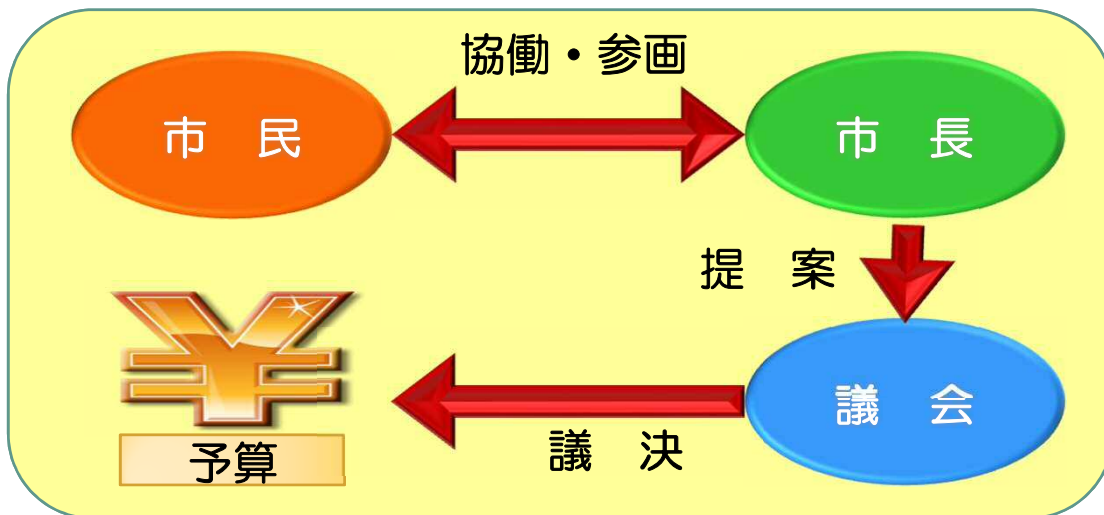 協働・参画
市　民
市　長
提　案
議　会
議　決
予算